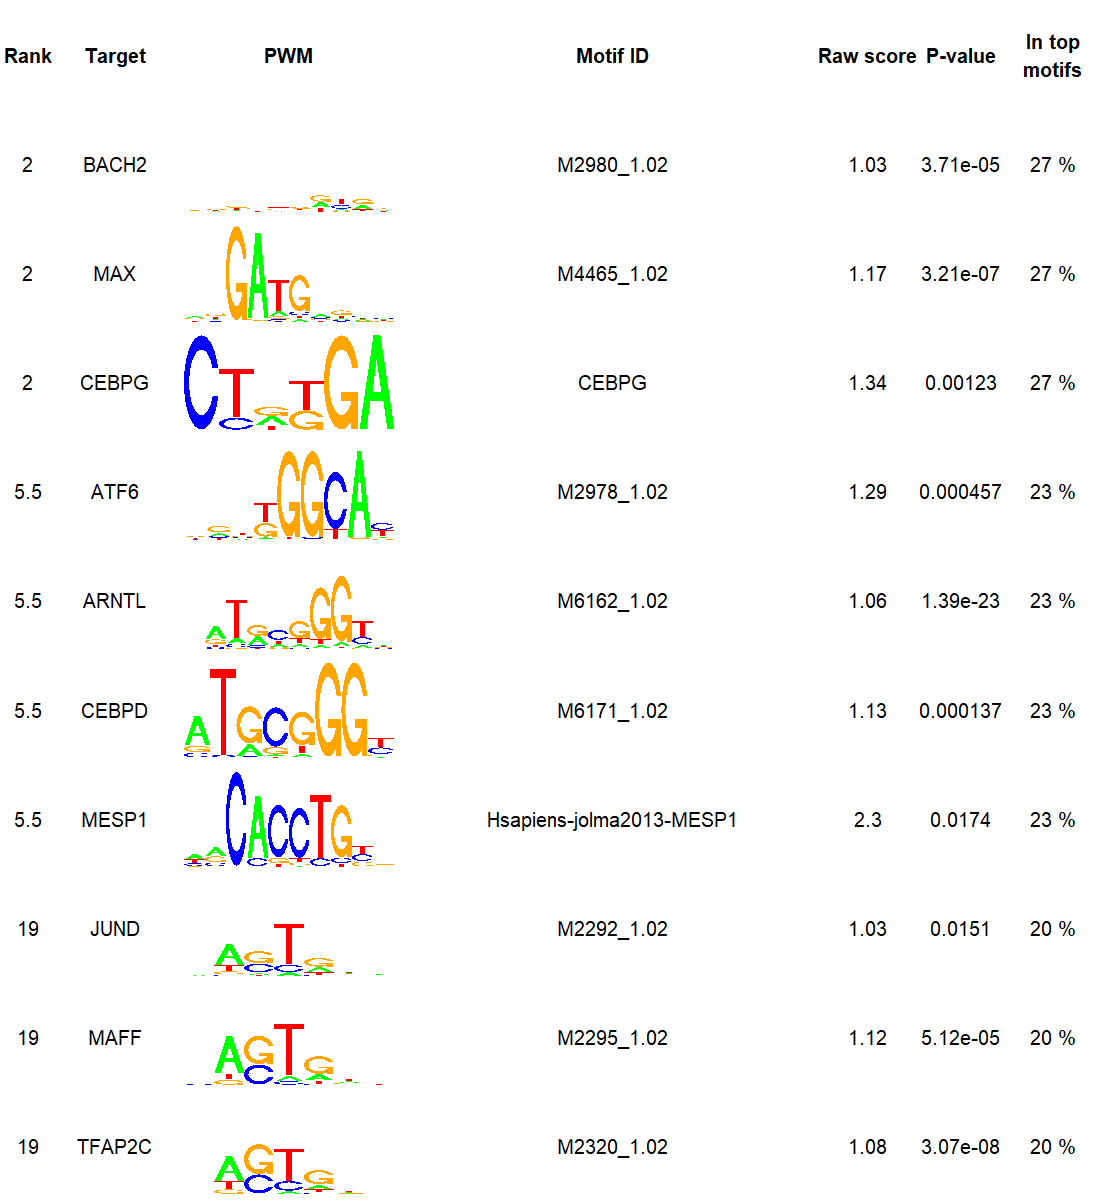 Rank Target PWM Motif ID Raw score P-value In top motifs
2 BACH2 M2980_1.02 1.03 3.71e-05 27 %
2 MAX M4465_1.02 1.17 3.21e-07 27 %
2 CEBPG CEBPG 1.34 0.00123 27 %
5.5 ATF6 M2978_1.02 1.29 0.000457 23 %
5.5 ARNTL M6162_1.02 1.06 1.39e-23 23 %
5.5 CEBPD M6171_1.02 1.13 0.000137 23 %
5.5 MESP1 Hsapiens-jolma2013-MESP1 2.3 0.0174 23 %
19 JUND M2292_1.02 1.03 0.0151 20 %
19 MAFF M2295_1.02 1.12 5.12e-05 20 %
19 TFAP2C M2320_1.02 1.08 3.07e-08 20 %